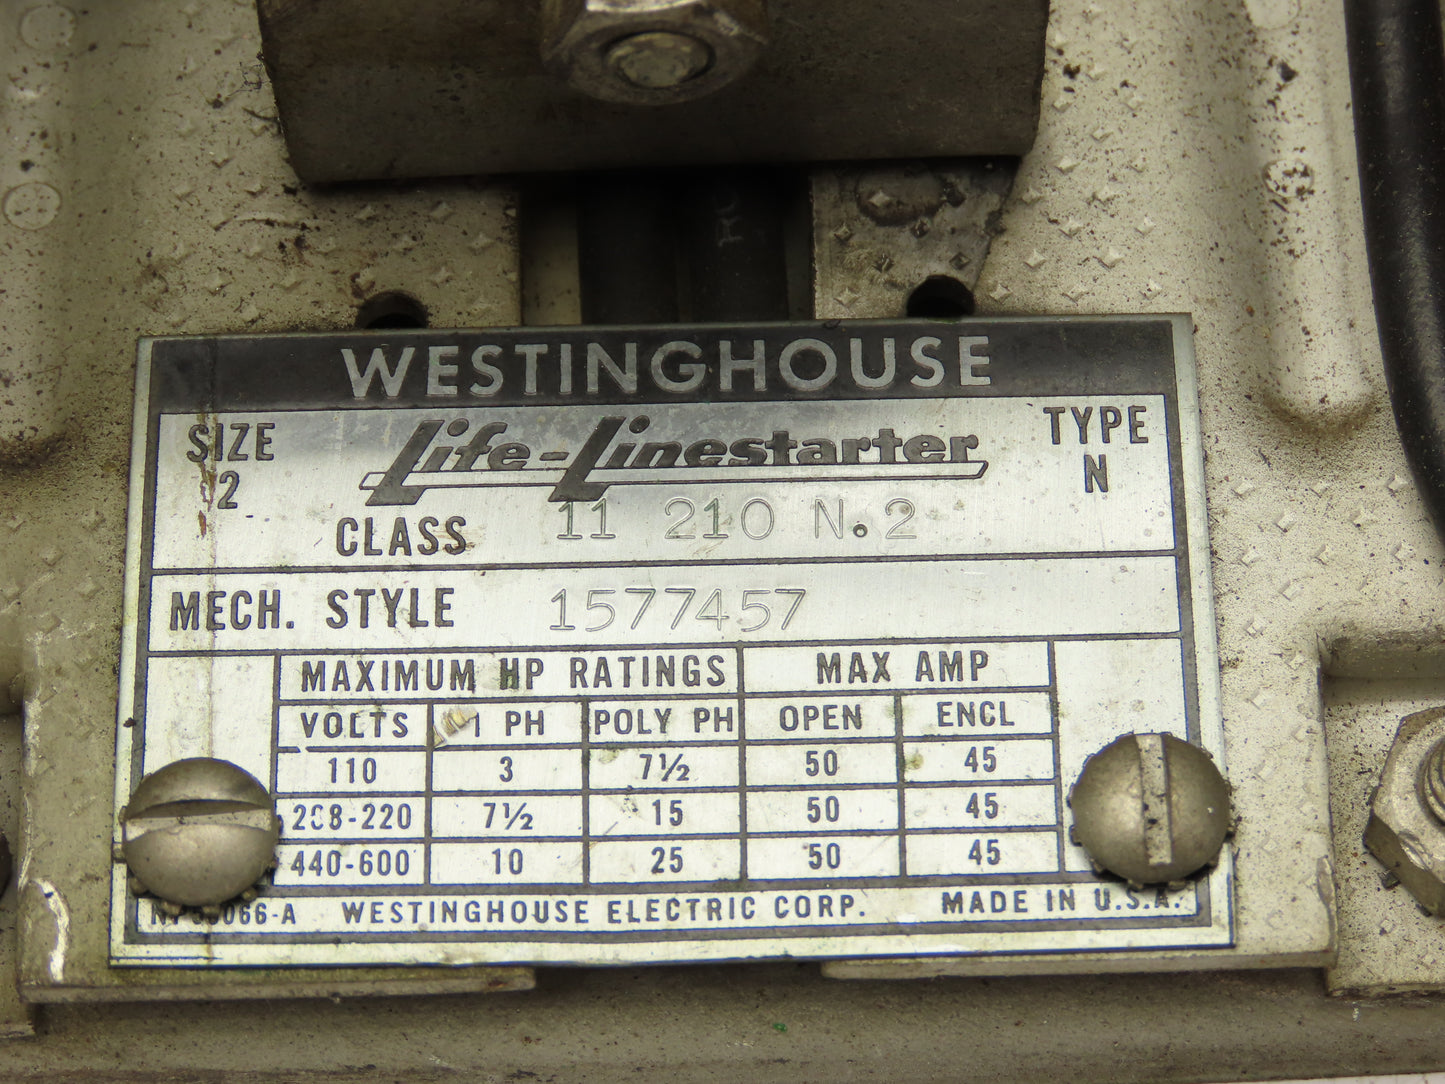 WESTINGHOUSE
SIZE Life-Linestarter TYPE
2 N
CLASS 11 210 N.2
MECH. STYLE 1577457
MAXIMUM HP RATINGS MAX AMP
VOLTS 1 PH POLY PH OPEN ENCL
110 3 7½ 50 45
208-220 7½ 15 50 45
440-600 10 25 50 45
WESTINGHOUSE ELECTRIC CORP. MADE IN U.S.A.